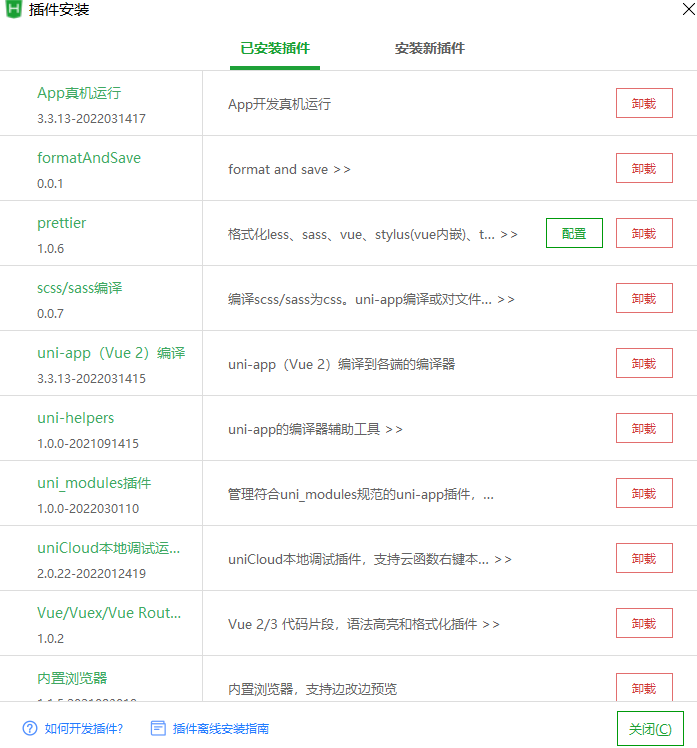 插件安装
已安装插件 安装新插件
App真机运行
3.3.13-2022031417
App开发真机运行
卸载
formatAndSave
0.0.1
format and save >>
卸载
prettier
1.0.6
格式化less、sass、vue、stylus(vue内嵌)、t... >>
配置 卸载
scss/sass编译
0.0.7
编译scss/sass为css。uni-app编译或对文件... >>
卸载
uni-app（Vue 2）编译
3.3.13-2022031415
uni-app（Vue 2）编译到各端的编译器
卸载
uni-helpers
1.0.0-2021091415
uni-app的编译器辅助工具 >>
卸载
uni_modules插件
1.0.0-2022030110
管理符合uni_modules规范的uni-app插件，...
卸载
uniCloud本地调试运...
2.0.22-2022012419
uniCloud本地调试插件，支持云函数右键本... >>
卸载
Vue/Vuex/Vue Rout...
1.0.2
Vue 2/3 代码片段，语法高亮和格式化插件 >>
卸载
内置浏览器
内置浏览器，支持边改边预览
卸载
如何开发插件? 插件离线安装指南
关闭(C)